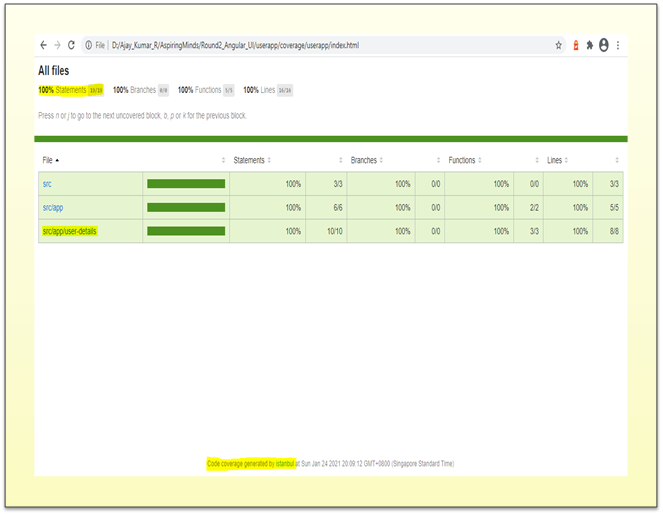 File D:/Ajay_Kumar_R/AspiringMinds/Round2_Angular_UI/userapp/coverage/userapp/index.html
All files
100% Statements 19/19 100% Branches 0/0 100% Functions 5/5 100% Lines 16/16
Press n or j to go to the next uncovered block, b, p or k for the previous block.
File Statements Branches Functions Lines
src 100% 3/3 100% 0/0 100% 0/0 100% 3/3
src/app 100% 6/6 100% 0/0 100% 2/2 100% 5/5
src/app/user-details 100% 10/10 100% 0/0 100% 3/3 100% 8/8
Code coverage generated by istanbul at Sun Jan 24 2021 20:09:12 GMT+0800 (Singapore Standard Time)